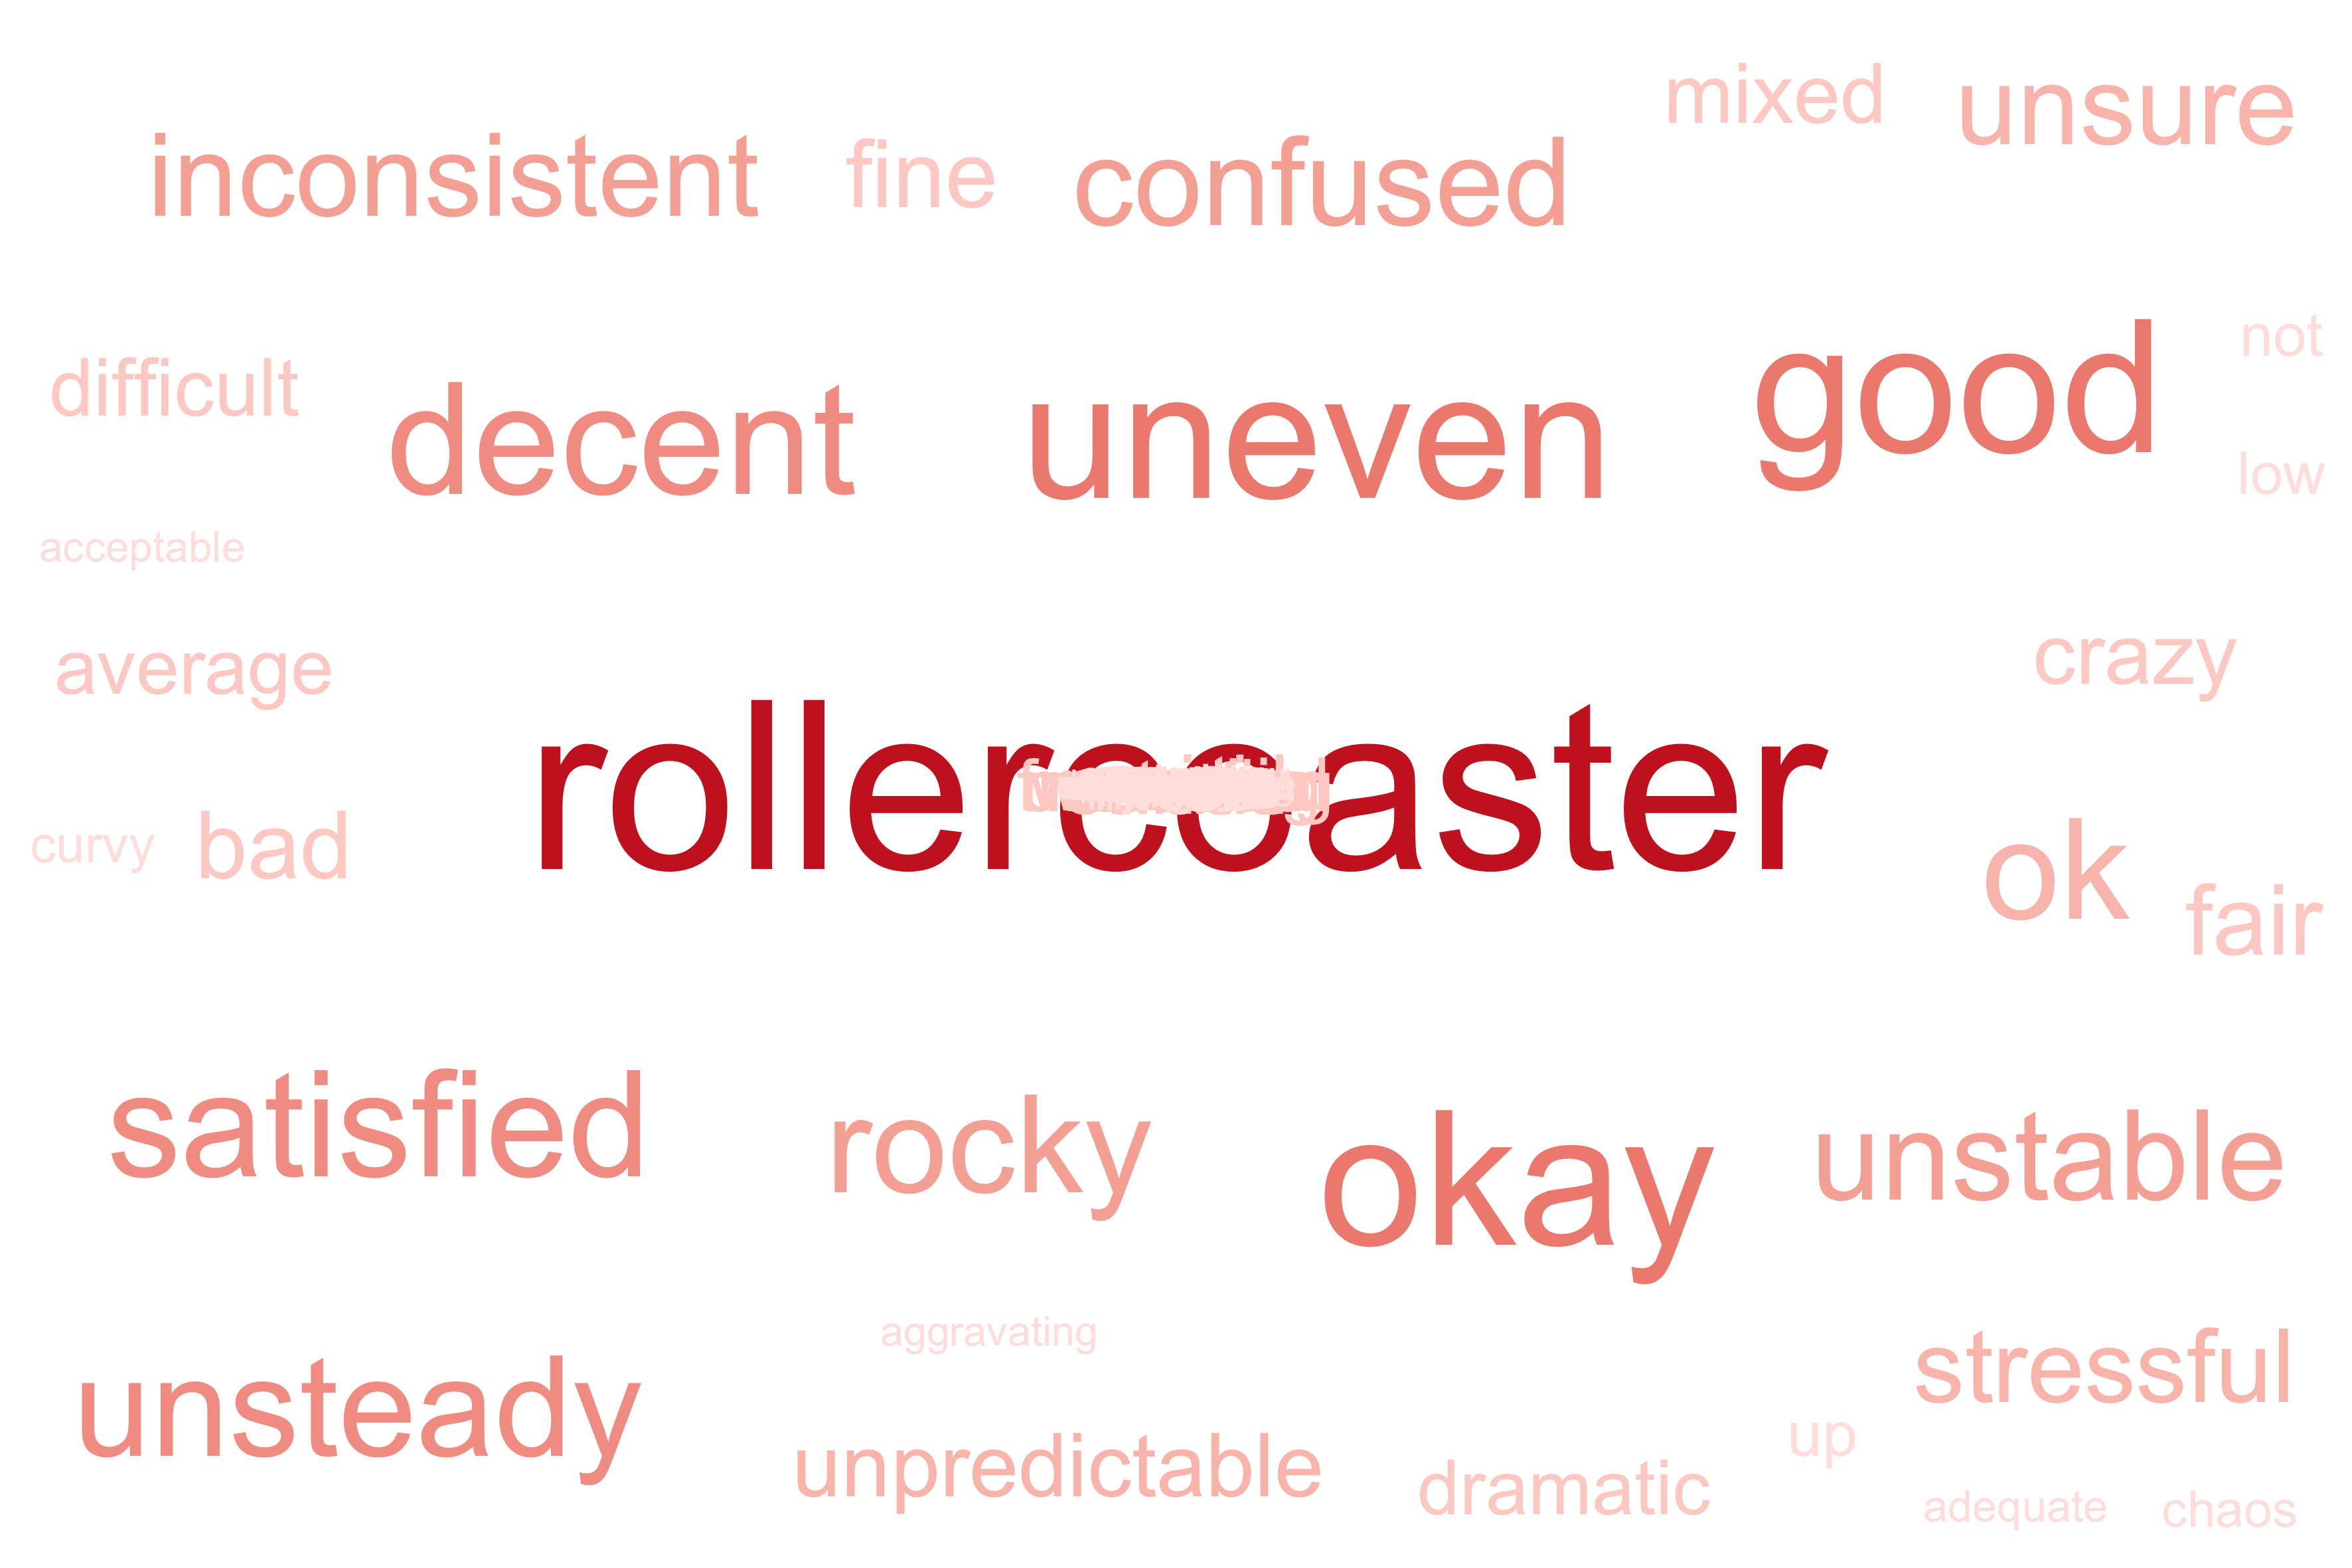 mixed unsure
inconsistent fine confused
not
difficult decent uneven good
low
acceptable
average crazy
rollercoaster
curvy bad ok
fair
satisfied rocky okay unstable
aggravating
stressful
unsteady up
unpredictable dramatic
adequate chaos